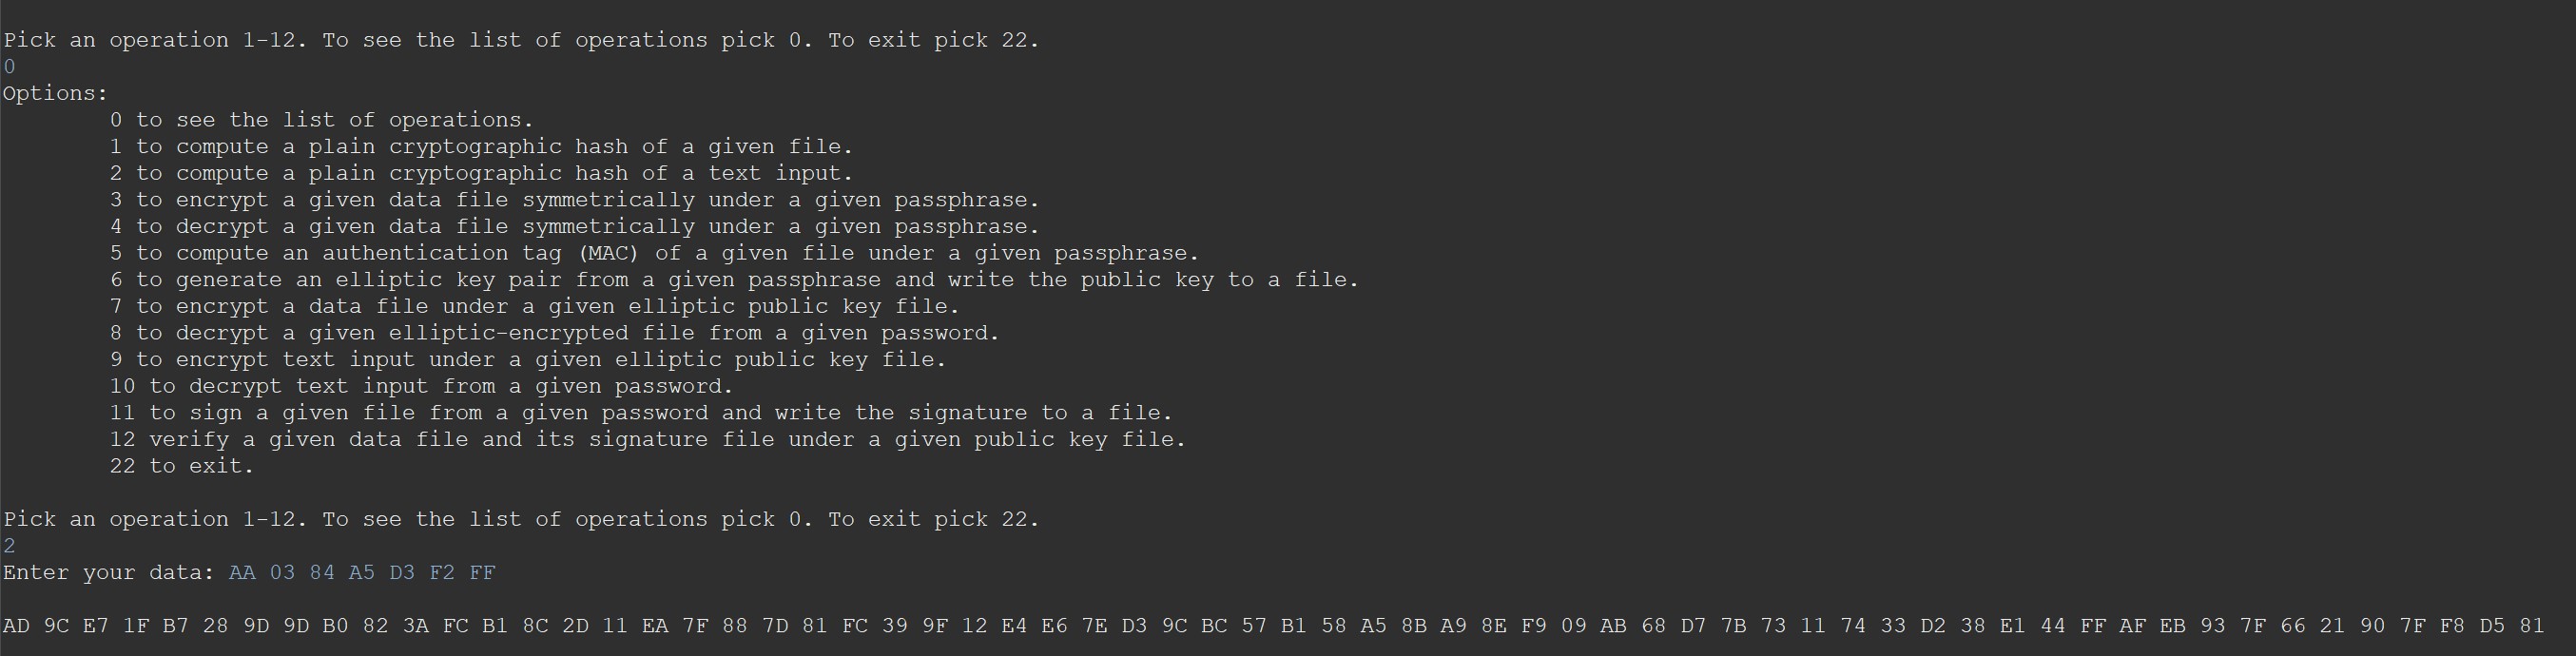 Pick an operation 1-12. To see the list of operations pick 0. To exit pick 22.
0
Options:
0 to see the list of operations.
1 to compute a plain cryptographic hash of a given file.
2 to compute a plain cryptographic hash of a text input.
3 to encrypt a given data file symmetrically under a given passphrase.
4 to decrypt a given data file symmetrically under a given passphrase.
5 to compute an authentication tag (MAC) of a given file under a given passphrase.
6 to generate an elliptic key pair from a given passphrase and write the public key to a file.
7 to encrypt a data file under a given elliptic public key file.
8 to decrypt a given elliptic-encrypted file from a given password.
9 to encrypt text input under a given elliptic public key file.
10 to decrypt text input from a given password.
11 to sign a given file from a given password and write the signature to a file.
12 verify a given data file and its signature file under a given public key file.
22 to exit.
Pick an operation 1-12. To see the list of operations pick 0. To exit pick 22.
2
Enter your data: AA 03 84 A5 D3 F2 FF
AD 9C E7 1F B7 28 9D 9D B0 82 3A FC B1 8C 2D 11 EA 7F 88 7D 81 FC 39 9F 12 E4 E6 7E D3 9C BC 57 B1 58 A5 8B A9 8E F9 09 AB 68 D7 7B 73 11 74 33 D2 38 E1 44 FF AF EB 93 7F 66 21 90 7F F8 D5 81